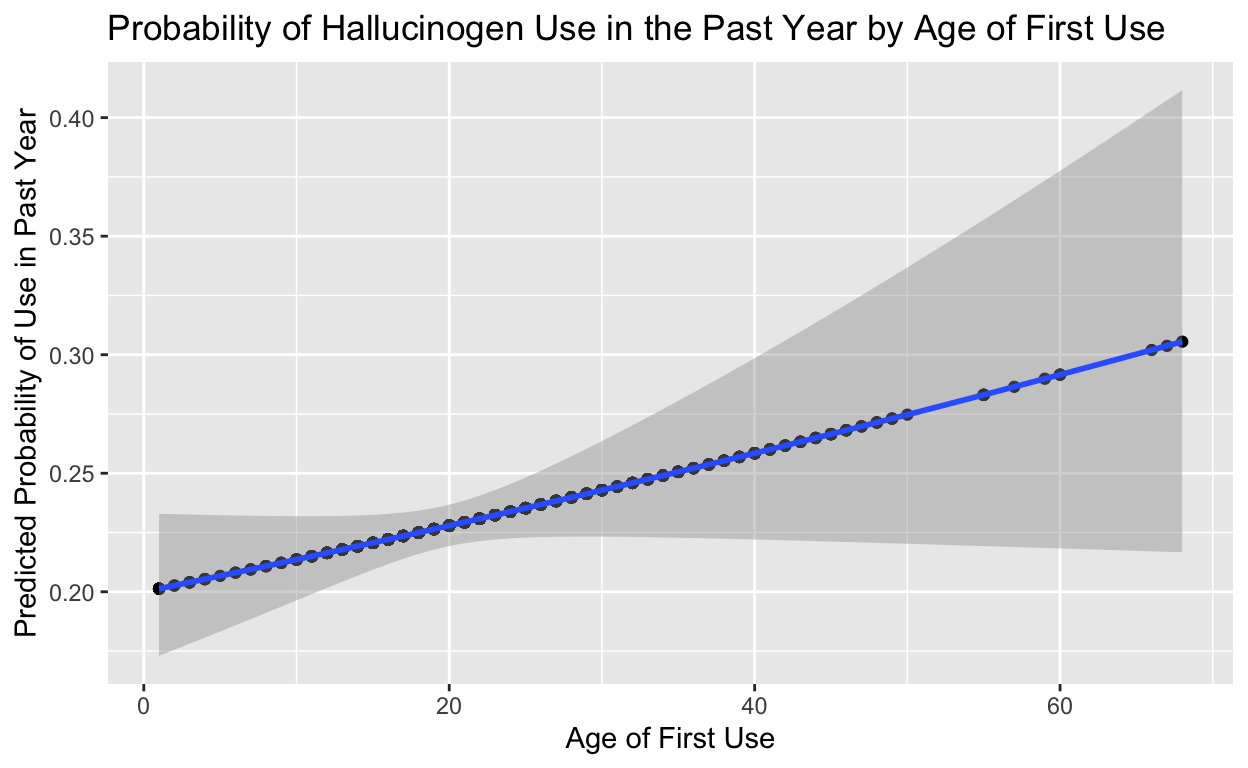 Probability of Hallucinogen Use in the Past Year by Age of First Use
Predicted Probability of Use in Past Year
0.40
0.35
0.30
0.25
0.20
0 20 40 60
Age of First Use